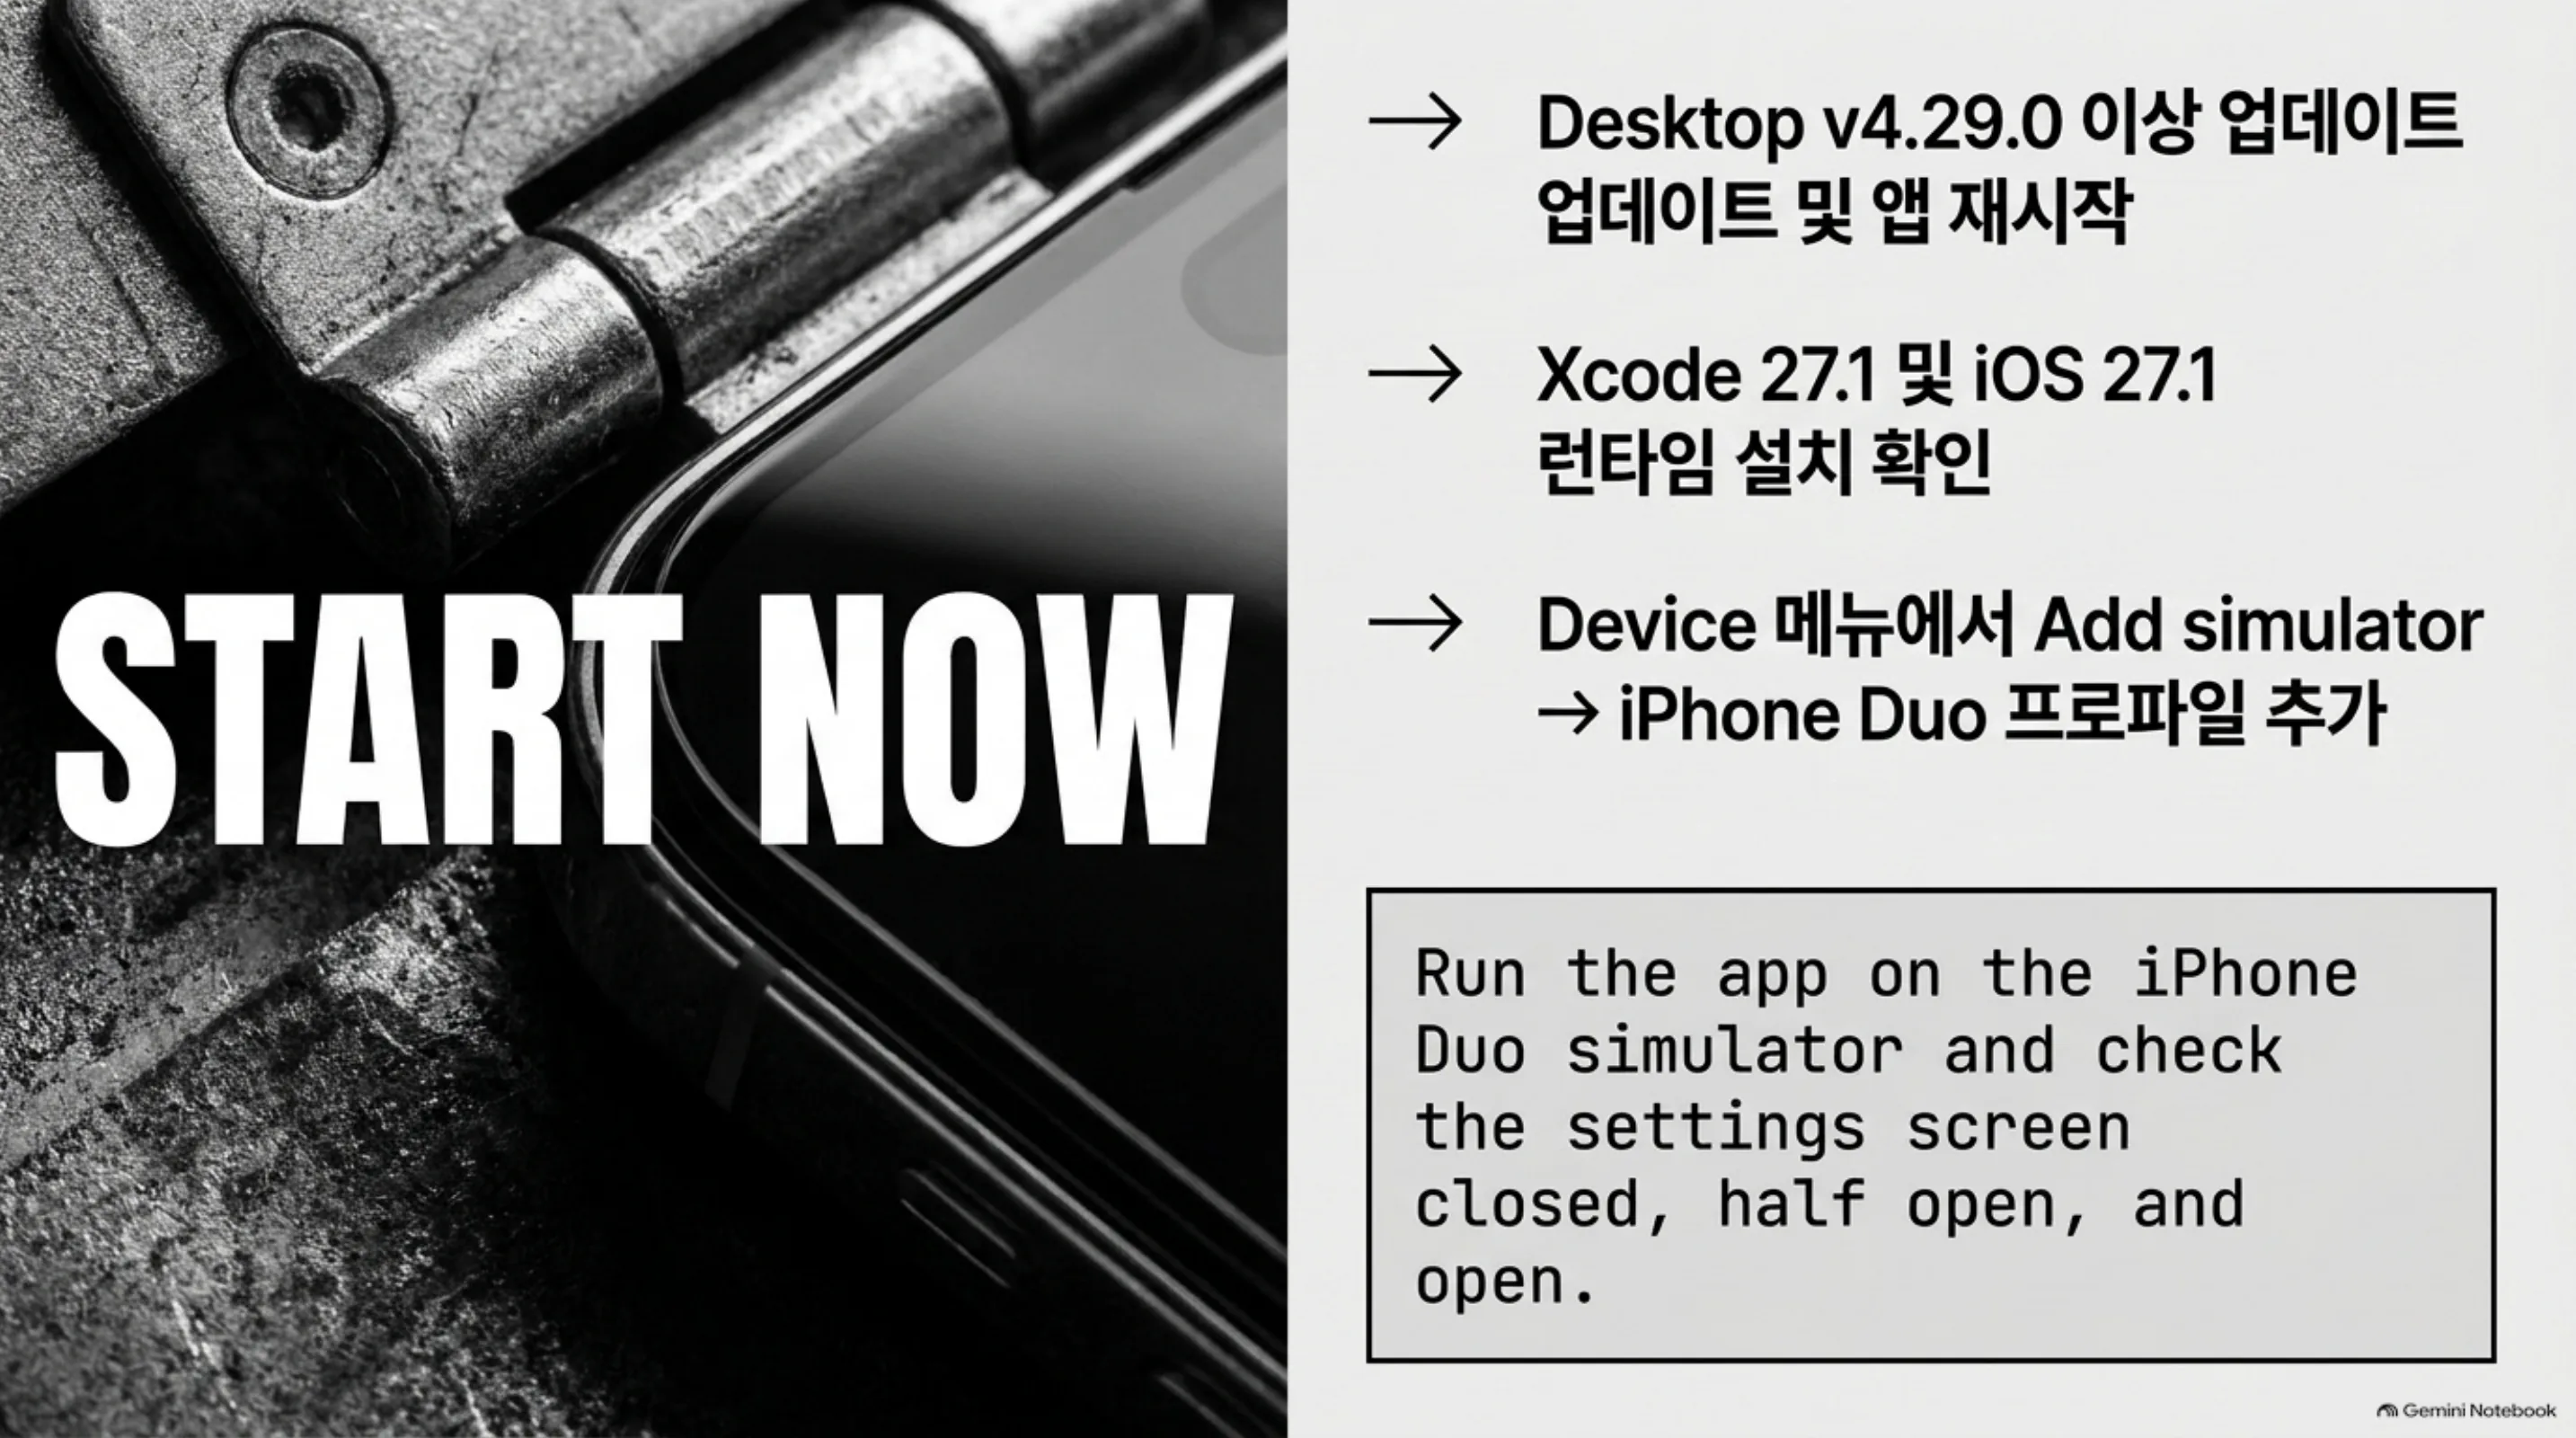 START NOW
→ Desktop v4.29.0 이상 업데이트
업데이트 및 앱 재시작
→ Xcode 27.1 및 iOS 27.1
런타임 설치 확인
→ Device 메뉴에서 Add simulator
→ iPhone Duo 프로파일 추가
Run the app on the iPhone
Duo simulator and check
the settings screen
closed, half open, and
open.
Gemini Notebook